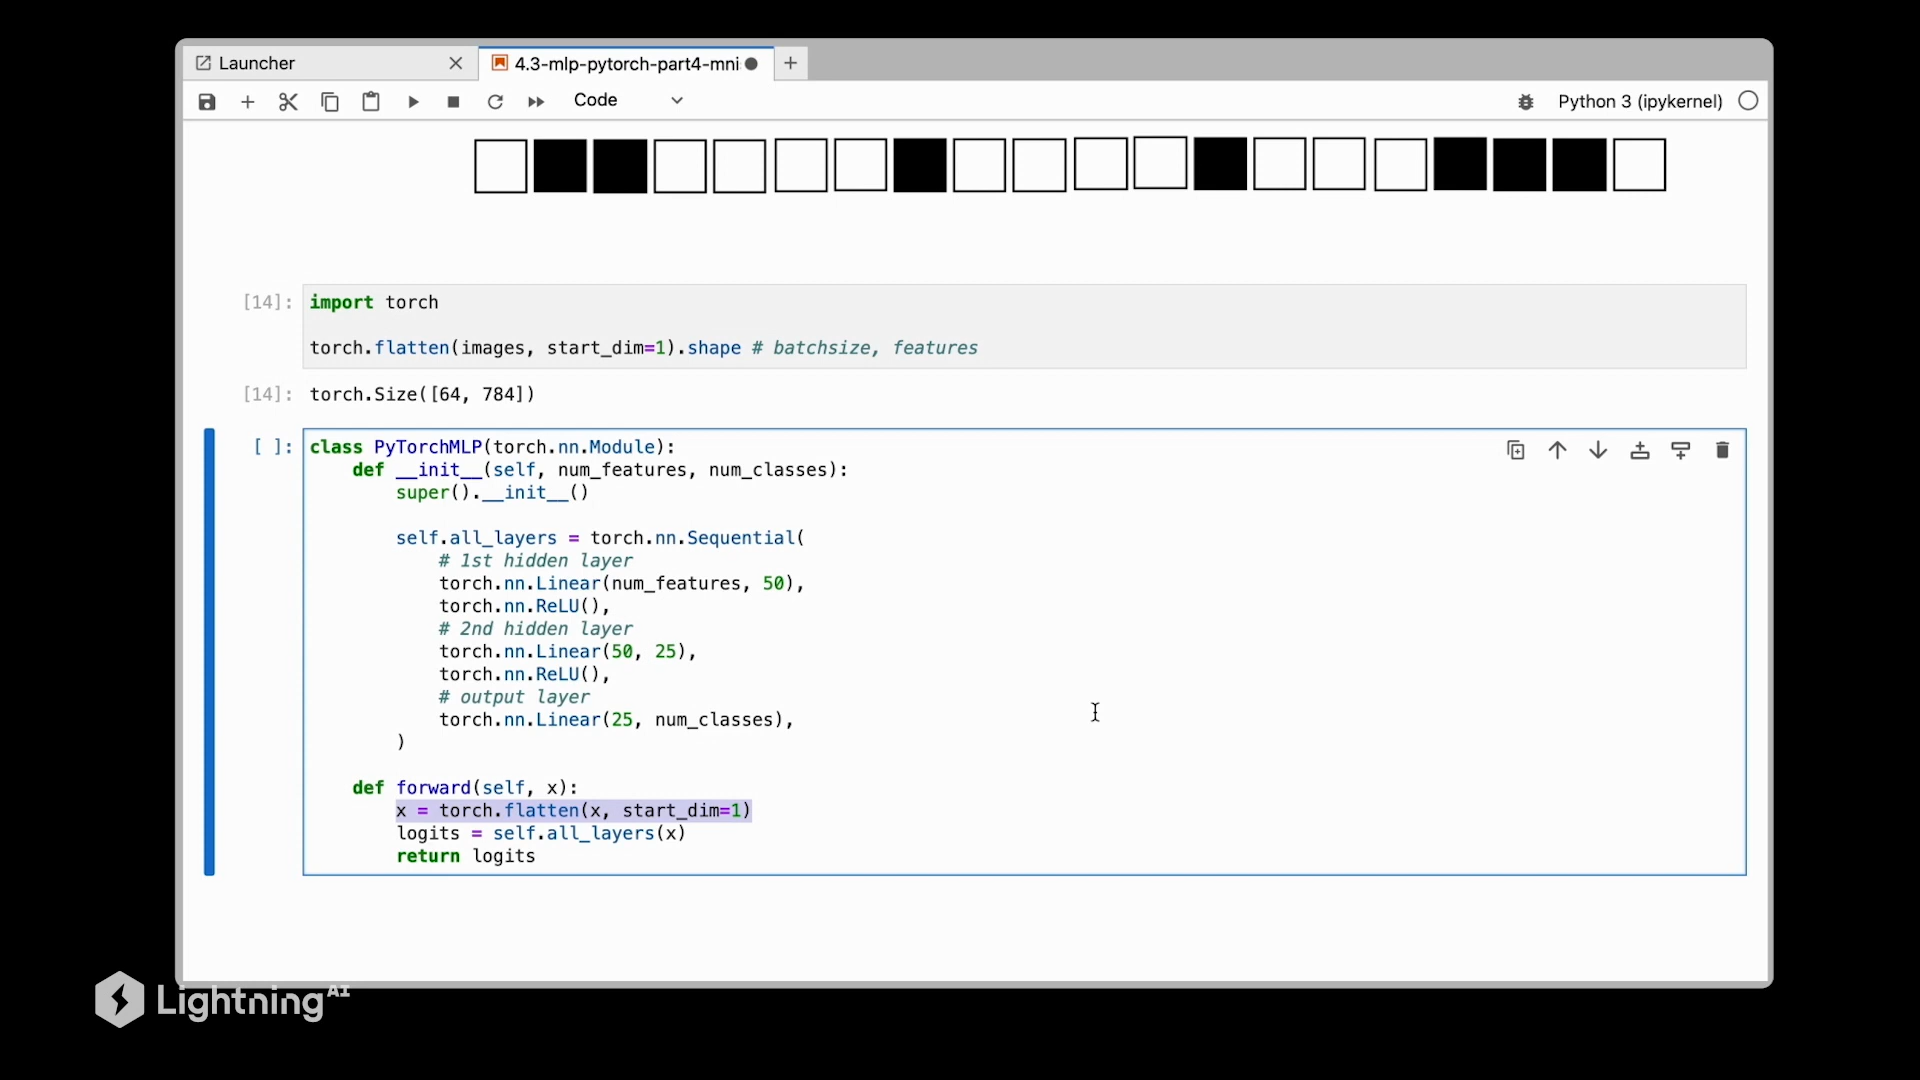 Launcher
4.3-mlp-pytorch-part4-mni
Code
Python 3 (ipykernel)
[14]:
import torch
torch.flatten(images, start_dim=1).shape # batchsize, features
[14]:
torch.Size([64, 784])
[ ]:
class PyTorchMLP(torch.nn.Module):
    def __init__(self, num_features, num_classes):
        super().__init__()
        self.all_layers = torch.nn.Sequential(
            # 1st hidden layer
            torch.nn.Linear(num_features, 50),
            torch.nn.ReLU(),
            # 2nd hidden layer
            torch.nn.Linear(50, 25),
            torch.nn.ReLU(),
            # output layer
            torch.nn.Linear(25, num_classes),
        )
    def forward(self, x):
        x = torch.flatten(x, start_dim=1)
        logits = self.all_layers(x)
        return logits
Lightning AI